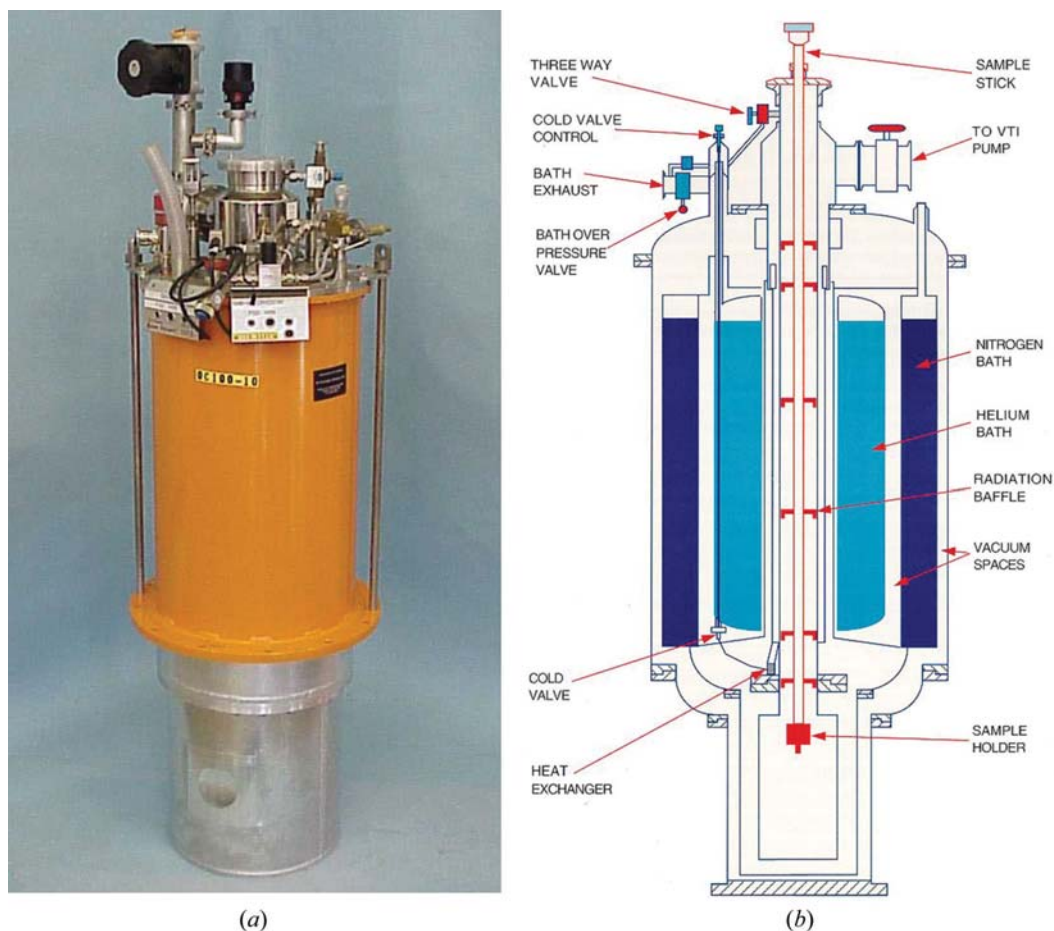 0C100-10
THREE WAY
VALVE
COLD VALVE
CONTROL
BATH
EXHAUST
BATH OVER
PRESSURE
VALVE
SAMPLE
STICK
TO VTI
PUMP
NITROGEN
BATH
HELIUM
BATH
RADIATION
BAFFLE
VACUUM
SPACES
COLD
VALVE
HEAT
EXCHANGER
SAMPLE
HOLDER
(a)
(b)